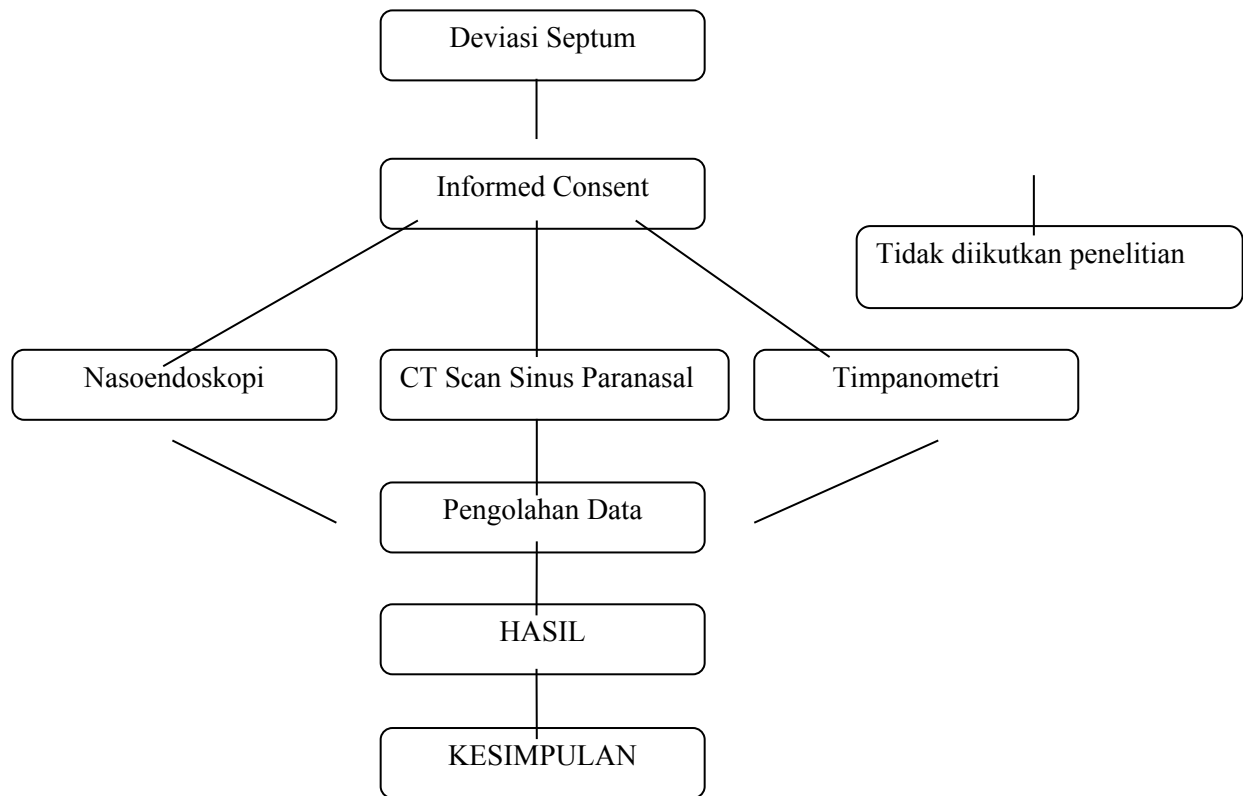 Deviasi Septum
Informed Consent
Tidak diikutkan penelitian
Nasoendoskopi
CT Scan Sinus Paranasal
Timpanometri
Pengolahan Data
HASIL
KESIMPULAN